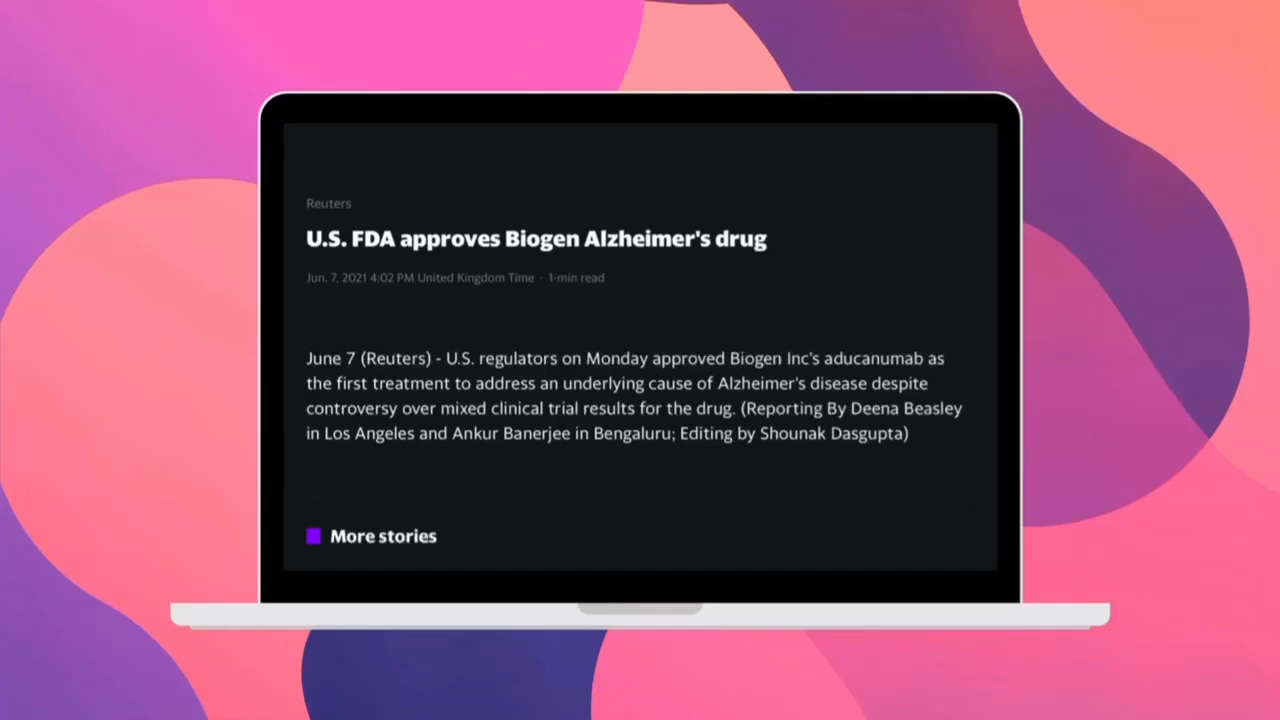 Reuters
U.S. FDA approves Biogen Alzheimer's drug
Jun. 7, 2021 4:02 PM United Kingdom Time · 1-min read
June 7 (Reuters) - U.S. regulators on Monday approved Biogen Inc's aducanumab as
the first treatment to address an underlying cause of Alzheimer's disease despite
controversy over mixed clinical trial results for the drug. (Reporting By Deena Beasley
in Los Angeles and Ankur Banerjee in Bengaluru; Editing by Shounak Dasgupta)
More stories